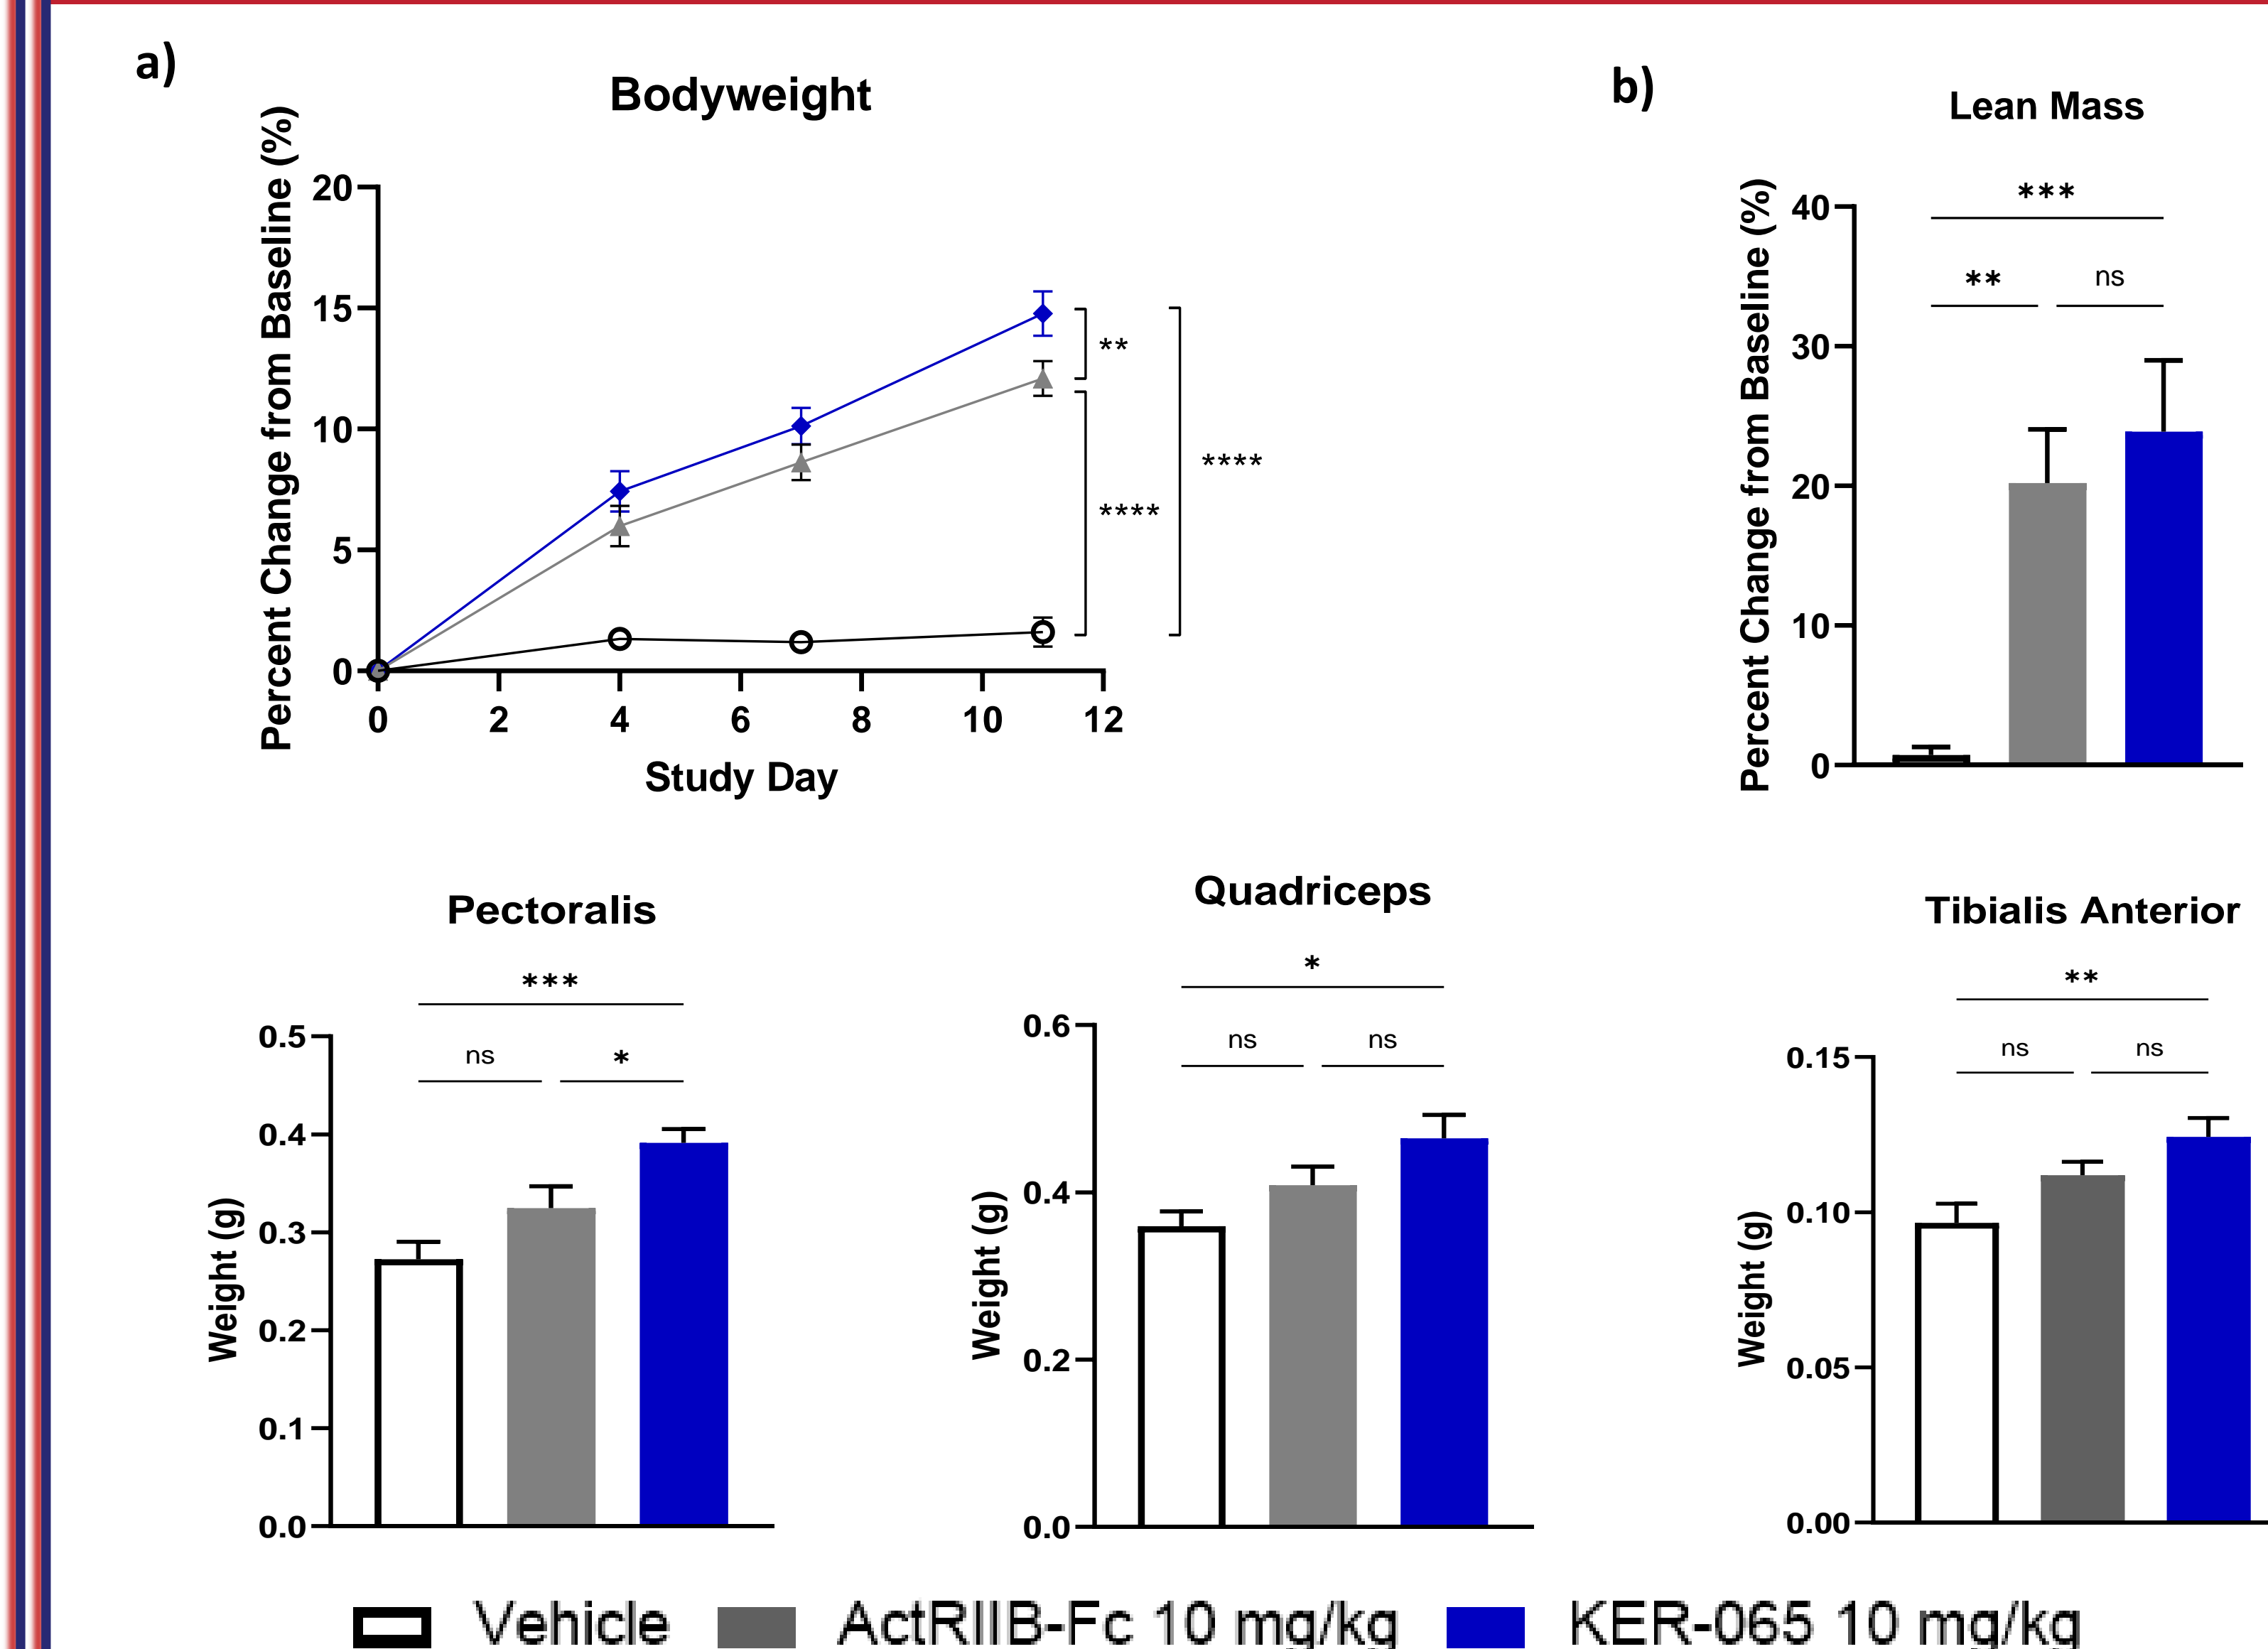 a)
Bodyweight
Percent Change from Baseline (%)
20
15
10
5
0
0 2 4 6 8 10 12
Study Day
**
****
****
b)
Lean Mass
Percent Change from Baseline (%)
40
30
20
10
0
***
** ns
Pectoralis
***
ns *
Weight (g)
0.5
0.4
0.3
0.2
0.1
0.0
Quadriceps
*
ns ns
Weight (g)
0.6
0.4
0.2
0.0
Tibialis Anterior
**
ns ns
Weight (g)
0.15
0.10
0.05
0.00
Vehicle ActRIIB-Fc 10 mg/kg KER-065 10 mg/kg